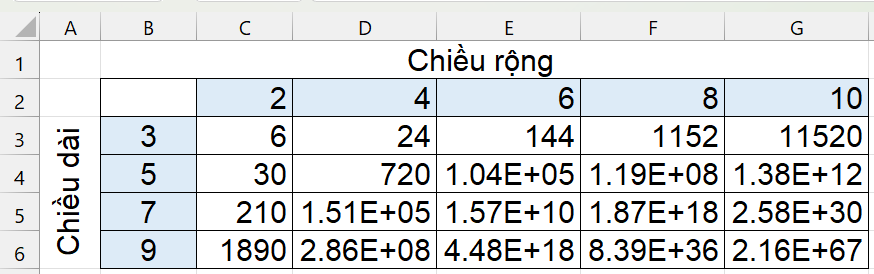 A B C D E F G
1 Chiều rộng
2 2 4 6 8 10
Chiều dài
3 3 6 24 144 1152 11520
4 5 30 720 1.04E+05 1.19E+08 1.38E+12
5 7 210 1.51E+05 1.57E+10 1.87E+18 2.58E+30
6 9 1890 2.86E+08 4.48E+18 8.39E+36 2.16E+67